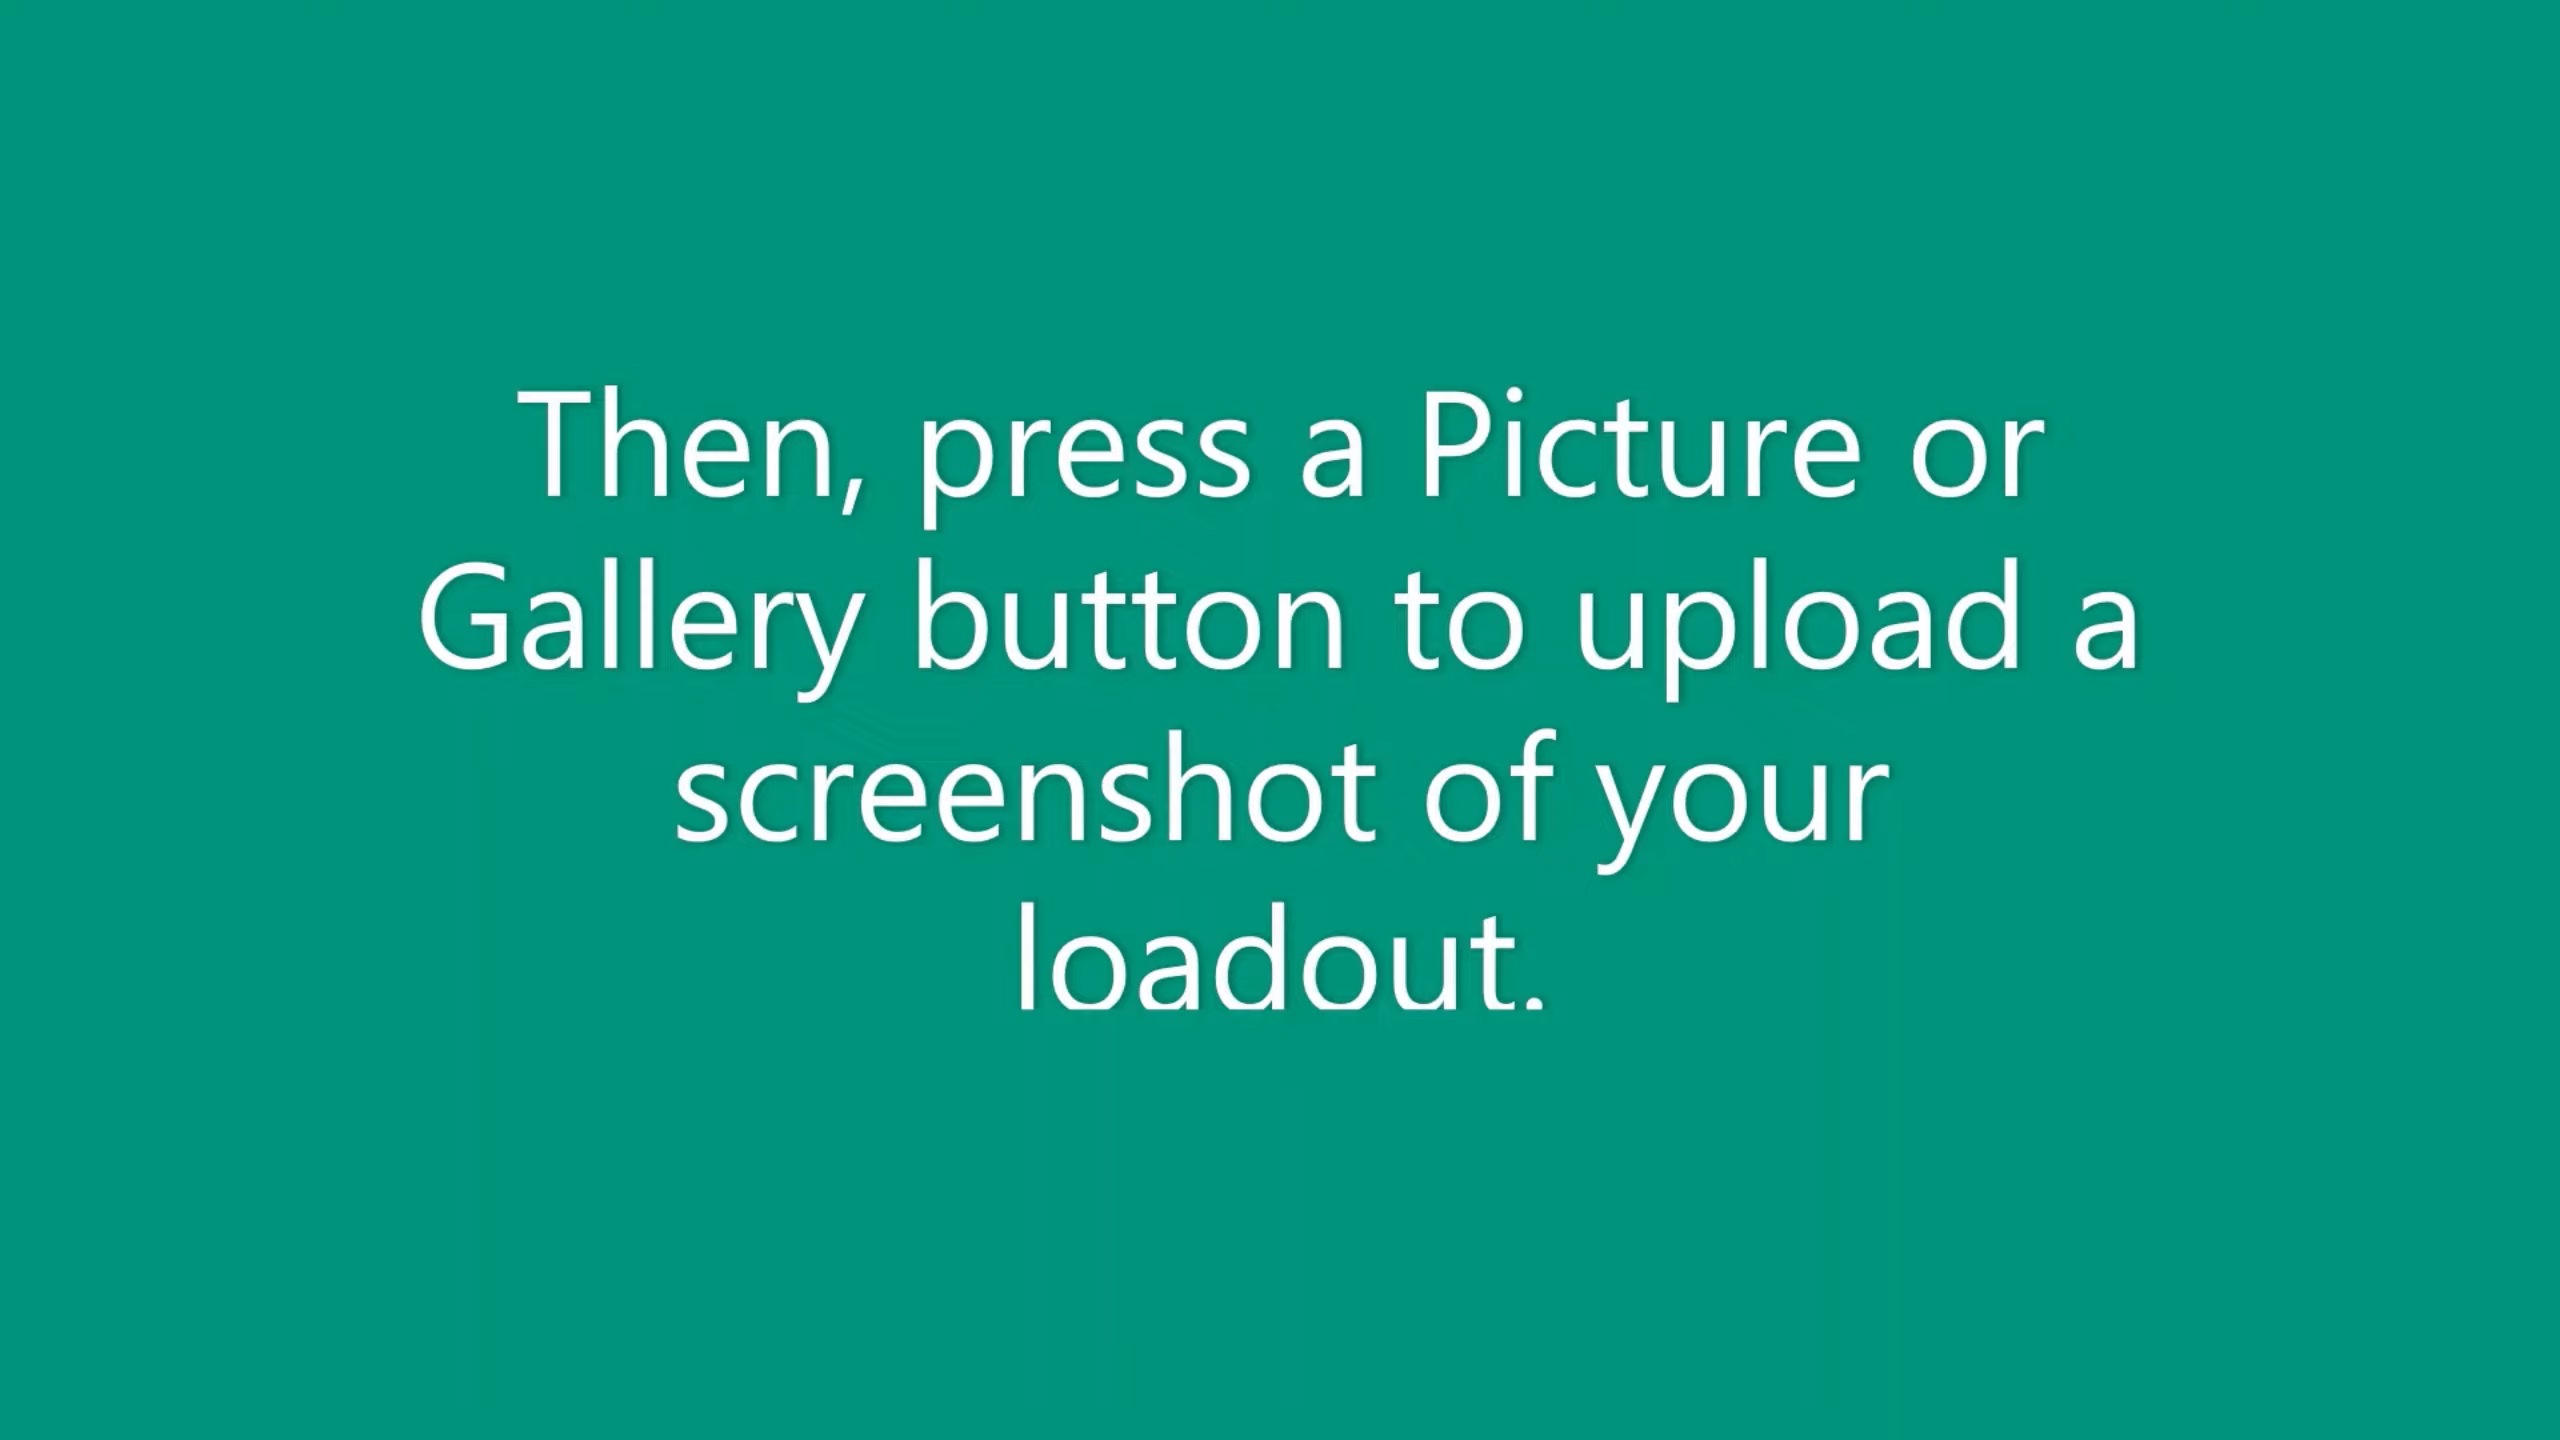 Then, press a Picture or
Gallery button to upload a
screenshot of your
loadout.